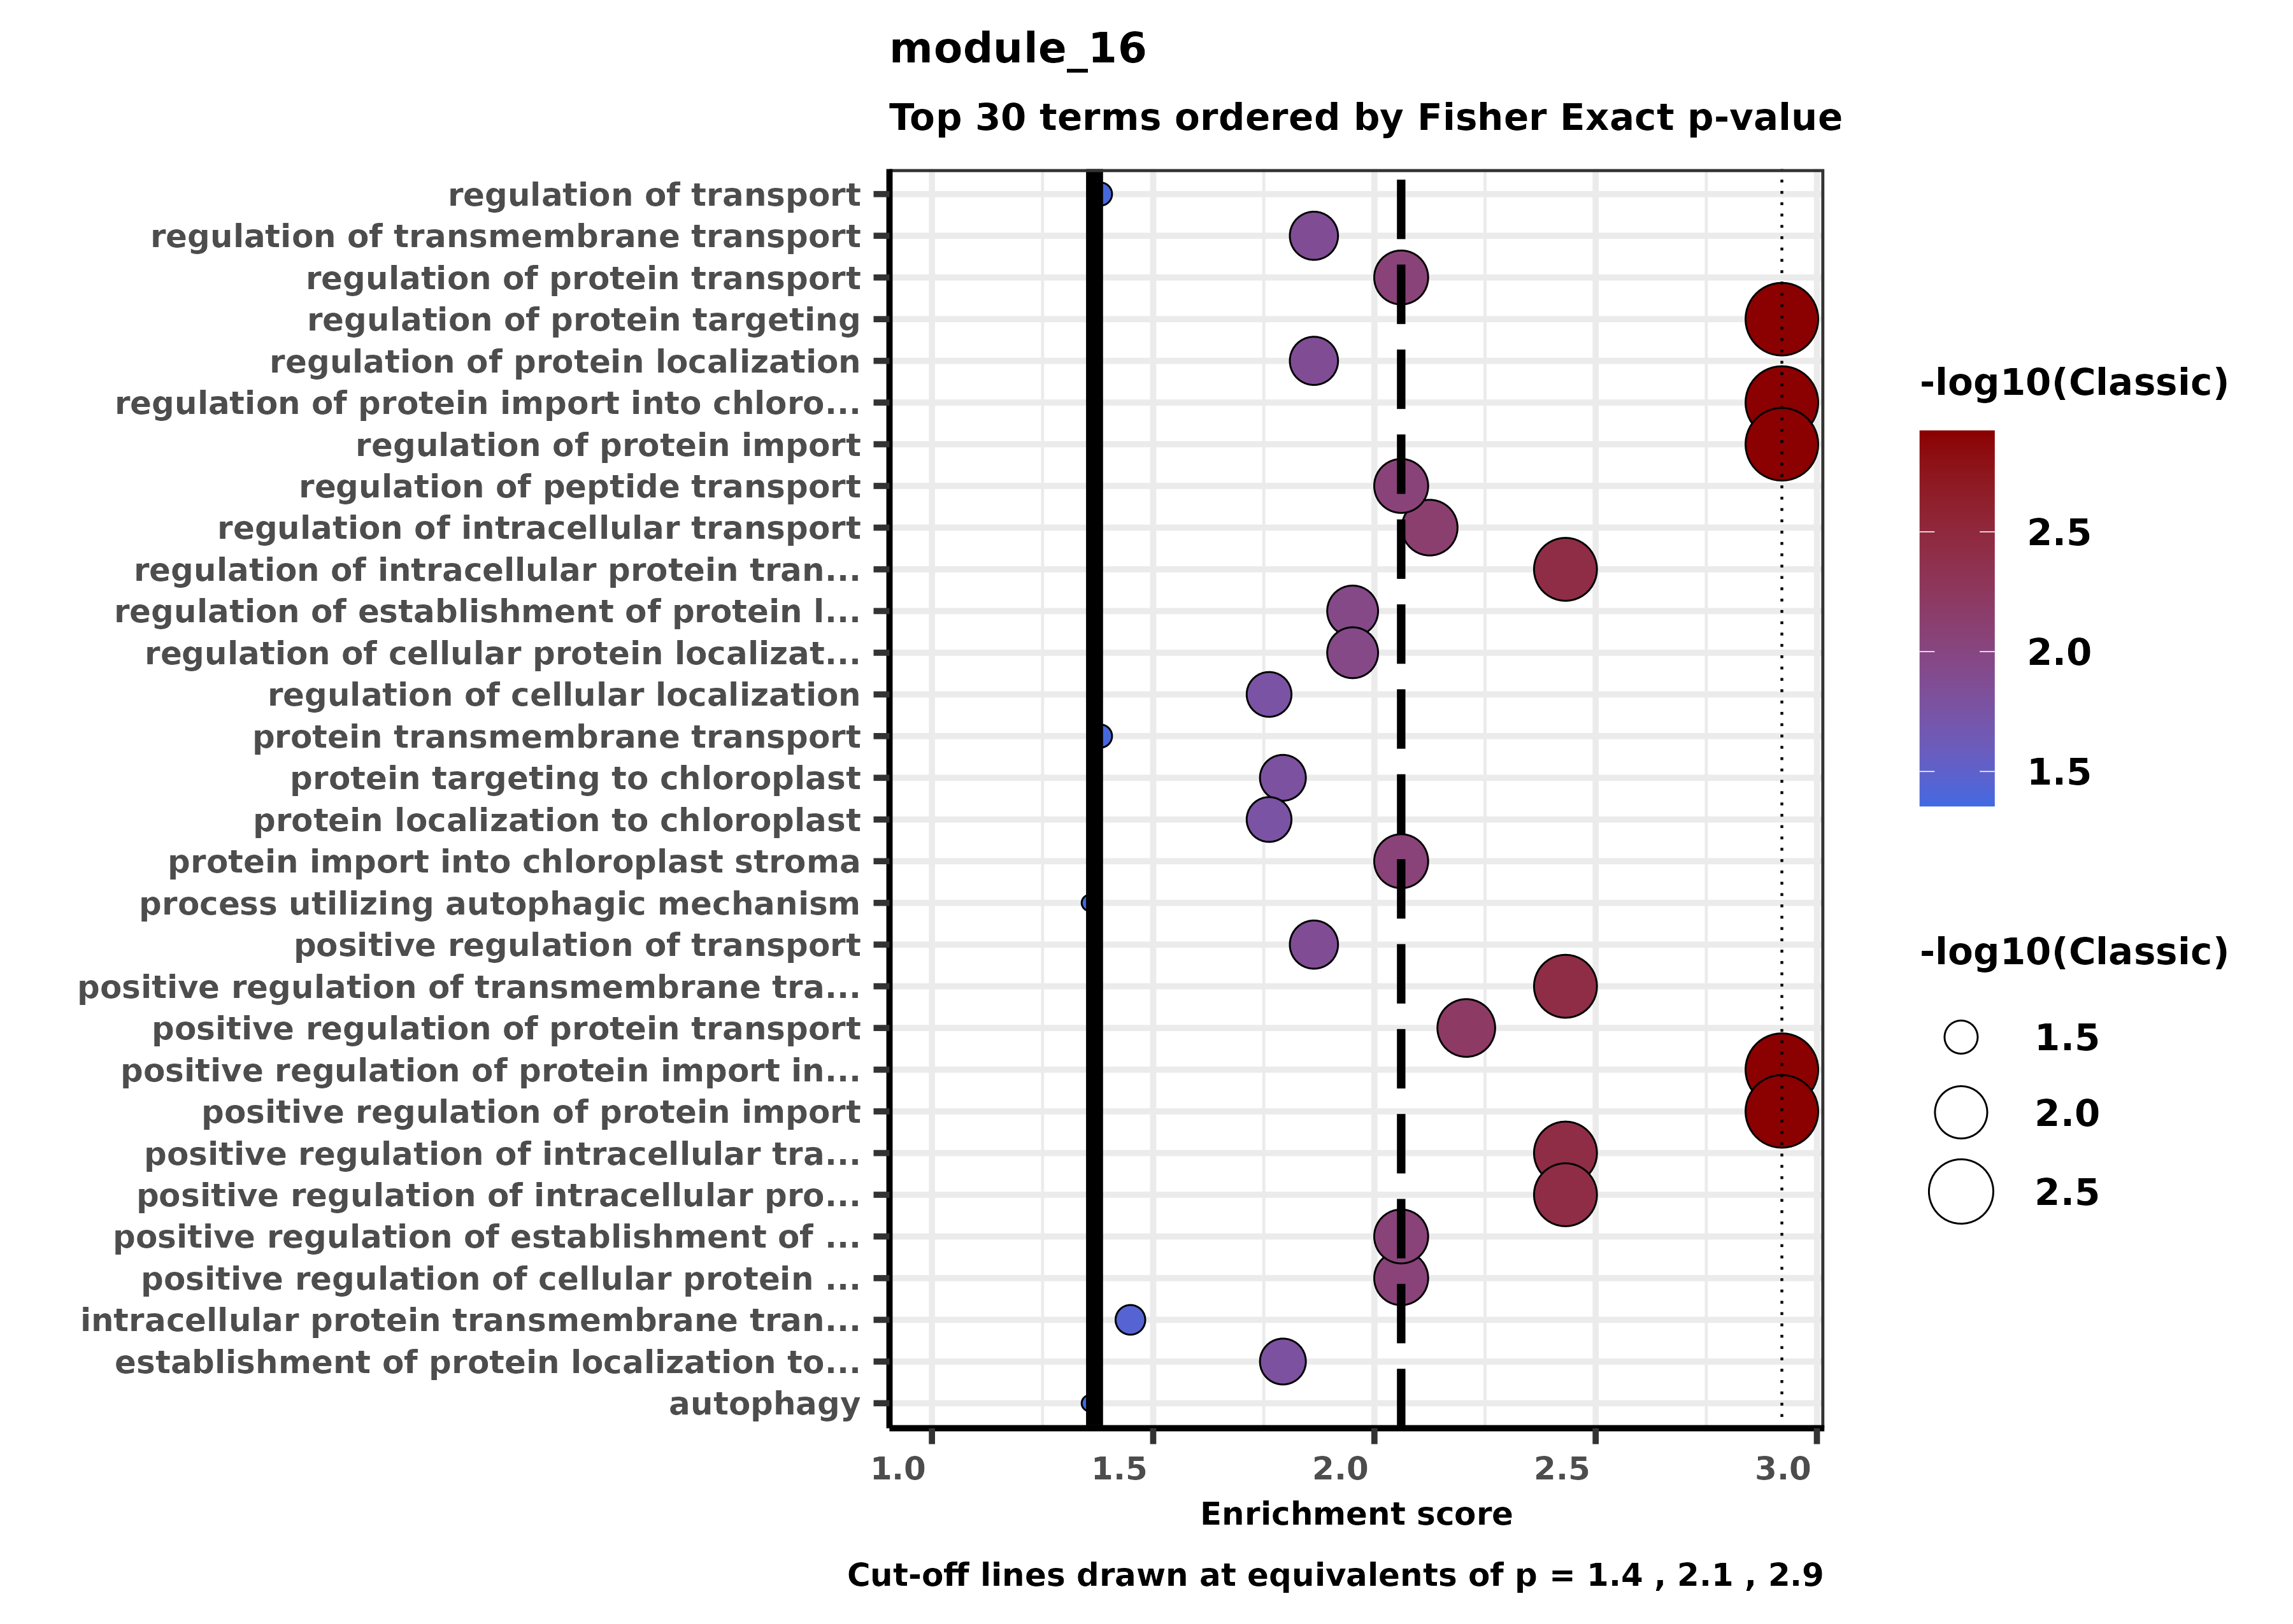 module_16
Top 30 terms ordered by Fisher Exact p-value
regulation of transport
regulation of transmembrane transport
regulation of protein transport
regulation of protein targeting
regulation of protein localization
regulation of protein import into chloro...
regulation of protein import
regulation of peptide transport
regulation of intracellular transport
regulation of intracellular protein tran...
regulation of establishment of protein l...
regulation of cellular protein localizat...
regulation of cellular localization
protein transmembrane transport
protein targeting to chloroplast
protein localization to chloroplast
protein import into chloroplast stroma
process utilizing autophagic mechanism
positive regulation of transport
positive regulation of transmembrane tra...
positive regulation of protein transport
positive regulation of protein import in...
positive regulation of protein import
positive regulation of intracellular tra...
positive regulation of intracellular pro...
positive regulation of establishment of ...
positive regulation of cellular protein ...
intracellular protein transmembrane tran...
establishment of protein localization to...
autophagy
1.0 1.5 2.0 2.5 3.0
Enrichment score
Cut-off lines drawn at equivalents of p = 1.4 , 2.1 , 2.9
-log10(Classic)
2.5
2.0
1.5
-log10(Classic)
1.5
2.0
2.5